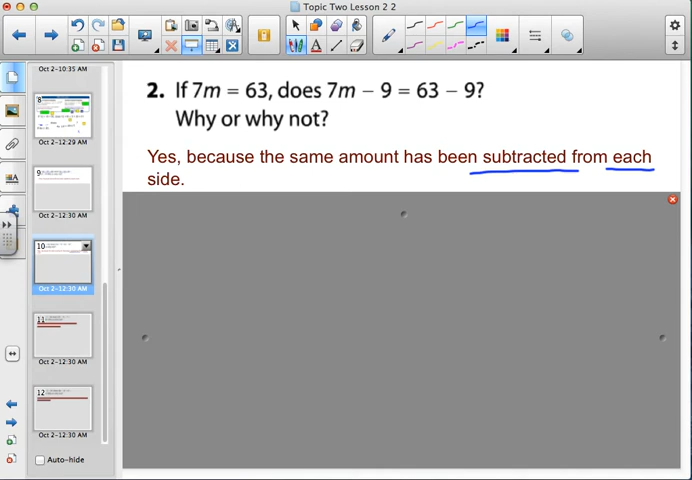 Topic Two Lesson 2 2
Oct 2-10:35 AM
8
Oct 2-12:29 AM
9
Oct 2-12:30 AM
10
Oct 2-12:30 AM
11
Oct 2-12:30 AM
12
Oct 2-12:30 AM
Auto-hide
2. If 7m = 63, does 7m − 9 = 63 − 9?
Why or why not?
Yes, because the same amount has been subtracted from each
side.